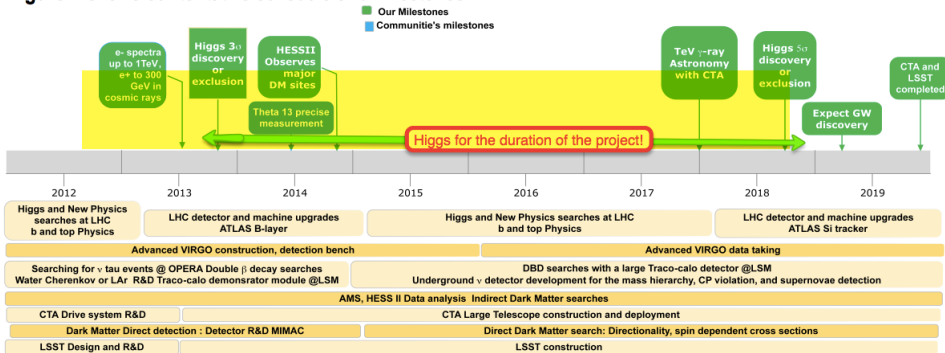 Our Milestones
Communitie's milestones
e- spectra
up to 1TeV,
e+ to 300
GeV in
cosmic rays
Higgs 3σ
discovery
or
exclusion
HESSII
Observes
major
DM sites
Theta 13 precise
measurement
TeV γ-ray
Astronomy
with CTA
Higgs 5σ
discovery
or
exclusion
CTA and
LSST
completed
Expect GW
discovery
Higgs for the duration of the project!
2012
2013
2014
2015
2016
2017
2018
2019
Higgs and New Physics
searches at LHC
b and top Physics
LHC detector and machine upgrades
ATLAS B-layer
Higgs and New Physics searches at LHC
b and top Physics
LHC detector and machine upgrades
ATLAS Si tracker
Advanced VIRGO construction, detection bench
Advanced VIRGO data taking
Searching for ν tau events @ OPERA Double β decay searches
Water Cherenkov or LAr R&D Traco-calo demonsrator module @LSM
DBD searches with a large Traco-calo detector @LSM
Underground ν detector development for the mass hierarchy, CP violation, and supernovae detection
AMS, HESS II Data analysis Indirect Dark Matter searches
CTA Drive system R&D
CTA Large Telescope construction and deployment
Dark Matter Direct detection : Detector R&D MIMAC
Direct Dark Matter search: Directionality, spin dependent cross sections
LSST Design and R&D
LSST construction